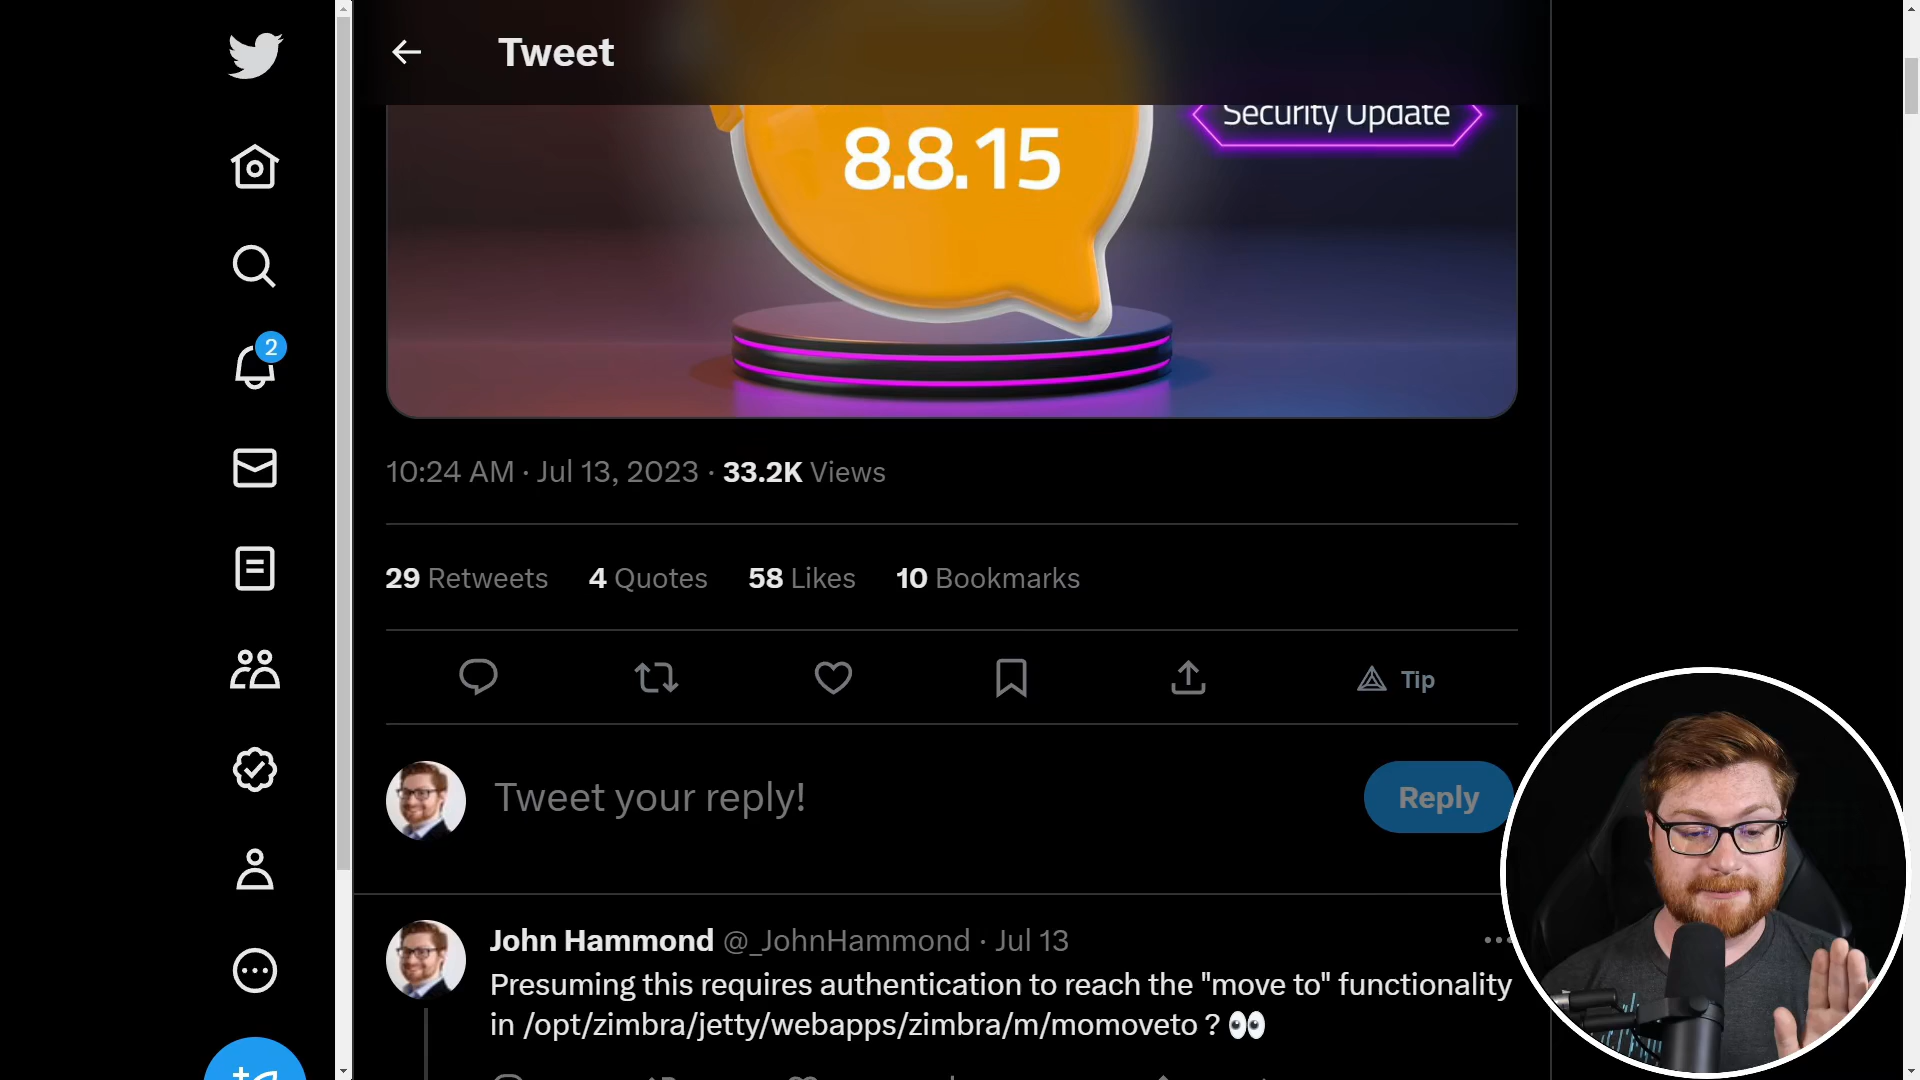 Tweet
Security Update
8.8.15
2
10:24 AM · Jul 13, 2023 · 33.2K Views
29 Retweets 4 Quotes 58 Likes 10 Bookmarks
Tip
Tweet your reply!
Reply
John Hammond @_JohnHammond · Jul 13
Presuming this requires authentication to reach the "move to" functionality
in /opt/zimbra/jetty/webapps/zimbra/m/momoveto ? 👀